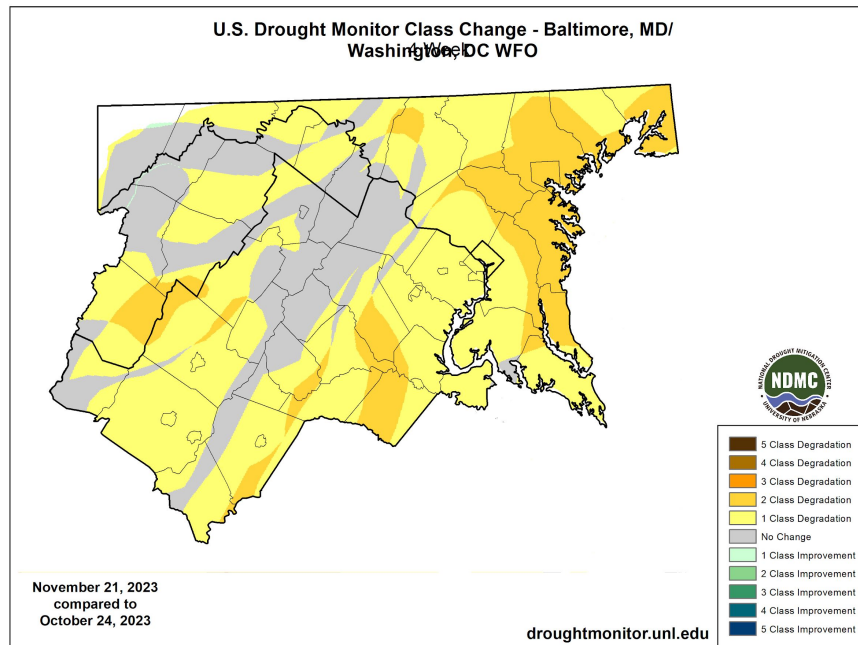 U.S. Drought Monitor Class Change - Baltimore, MD/
Washington, DC WFO
4 Week
NATIONAL DROUGHT MITIGATION CENTER
NDMC
UNIVERSITY OF NEBRASKA
5 Class Degradation
4 Class Degradation
3 Class Degradation
2 Class Degradation
1 Class Degradation
No Change
1 Class Improvement
2 Class Improvement
3 Class Improvement
4 Class Improvement
5 Class Improvement
November 21, 2023
compared to
October 24, 2023
droughtmonitor.unl.edu